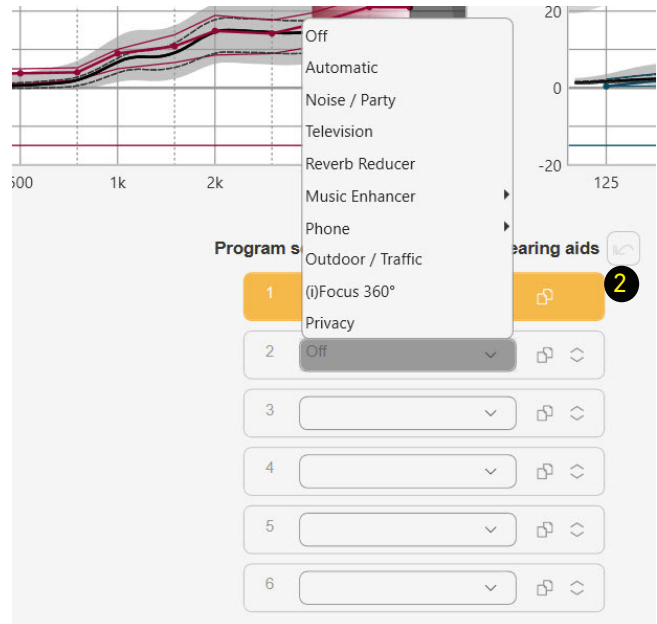 20
0
-20
500
1k
2k
125
Off
Automatic
Noise / Party
Television
Reverb Reducer
Music Enhancer
Phone
Outdoor / Traffic
(i)Focus 360°
Privacy
Program s
earing aids
2
1
2 Off
3
4
5
6